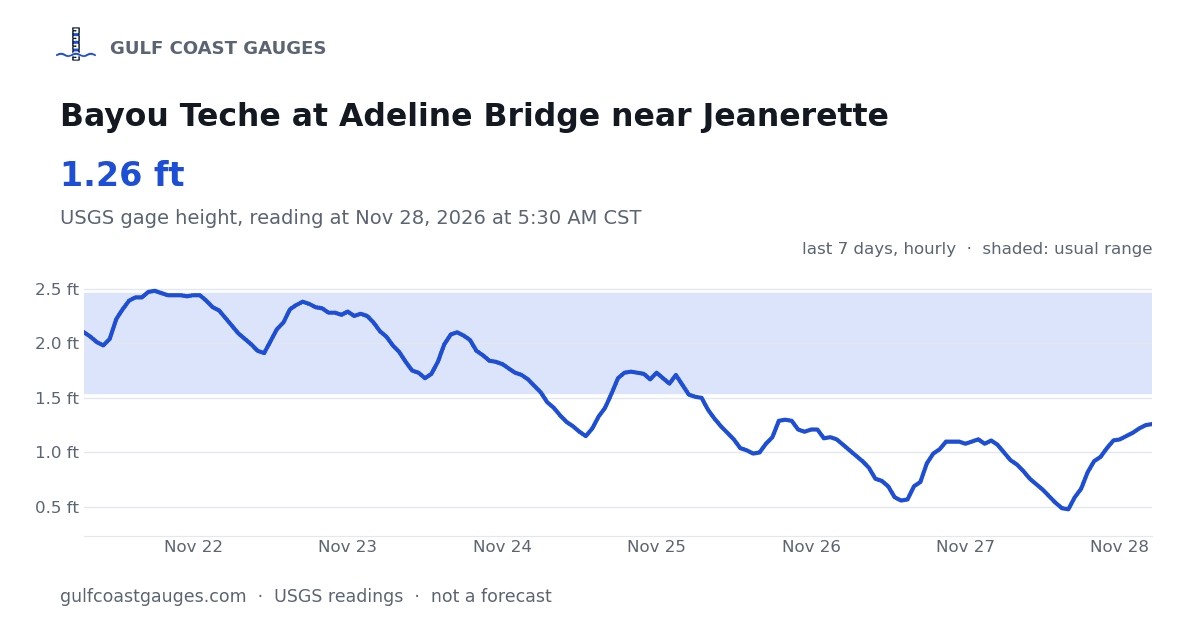 GULF COAST GAUGES
Bayou Teche at Adeline Bridge near Jeanerette
1.26 ft
USGS gage height, reading at Nov 28, 2026 at 5:30 AM CST
last 7 days, hourly · shaded: usual range
2.5 ft
2.0 ft
1.5 ft
1.0 ft
0.5 ft
Nov 22 Nov 23 Nov 24 Nov 25 Nov 26 Nov 27 Nov 28
gulfcoastgauges.com · USGS readings · not a forecast